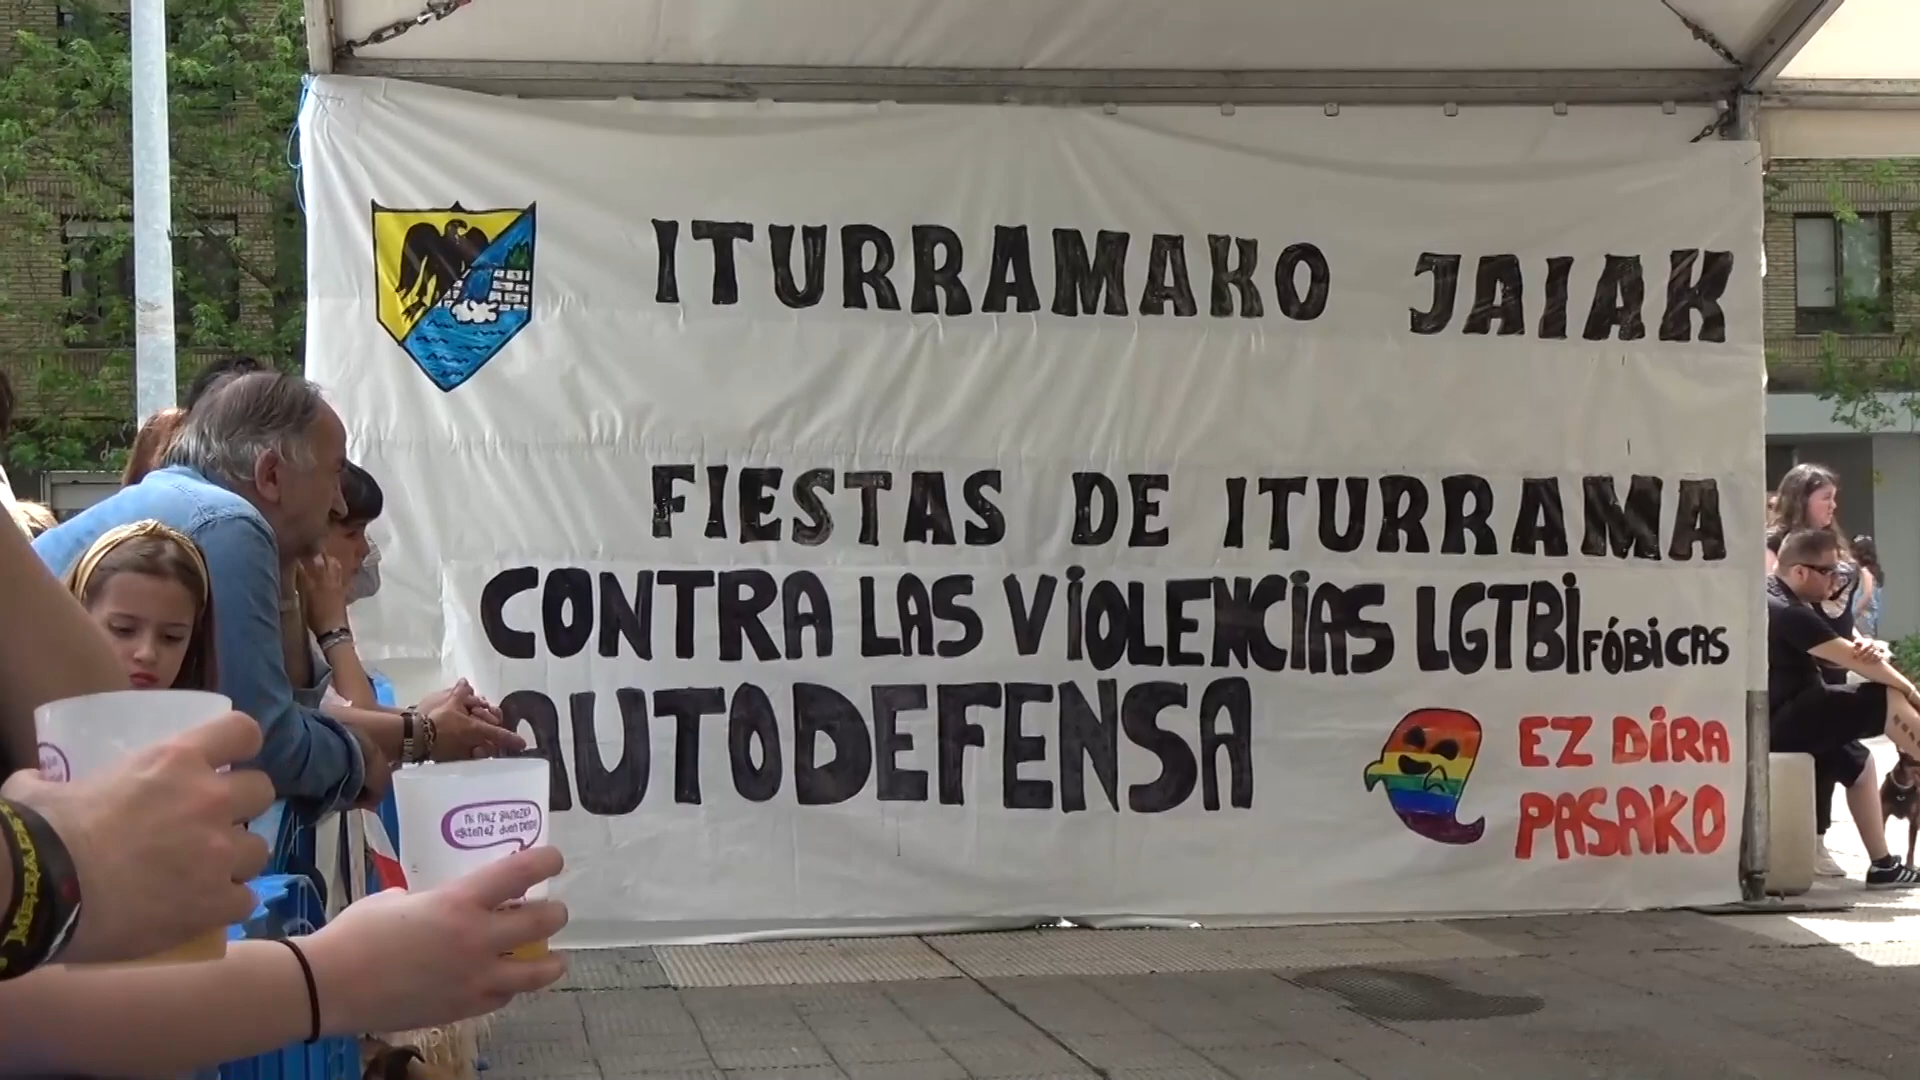 ITURRAMAKO JAIAK
FIESTAS DE ITURRAMA
CONTRA LAS VIOLENCIAS LGTBIFÓBICAS
AUTODEFENSA
EZ DIRA
PASAKO